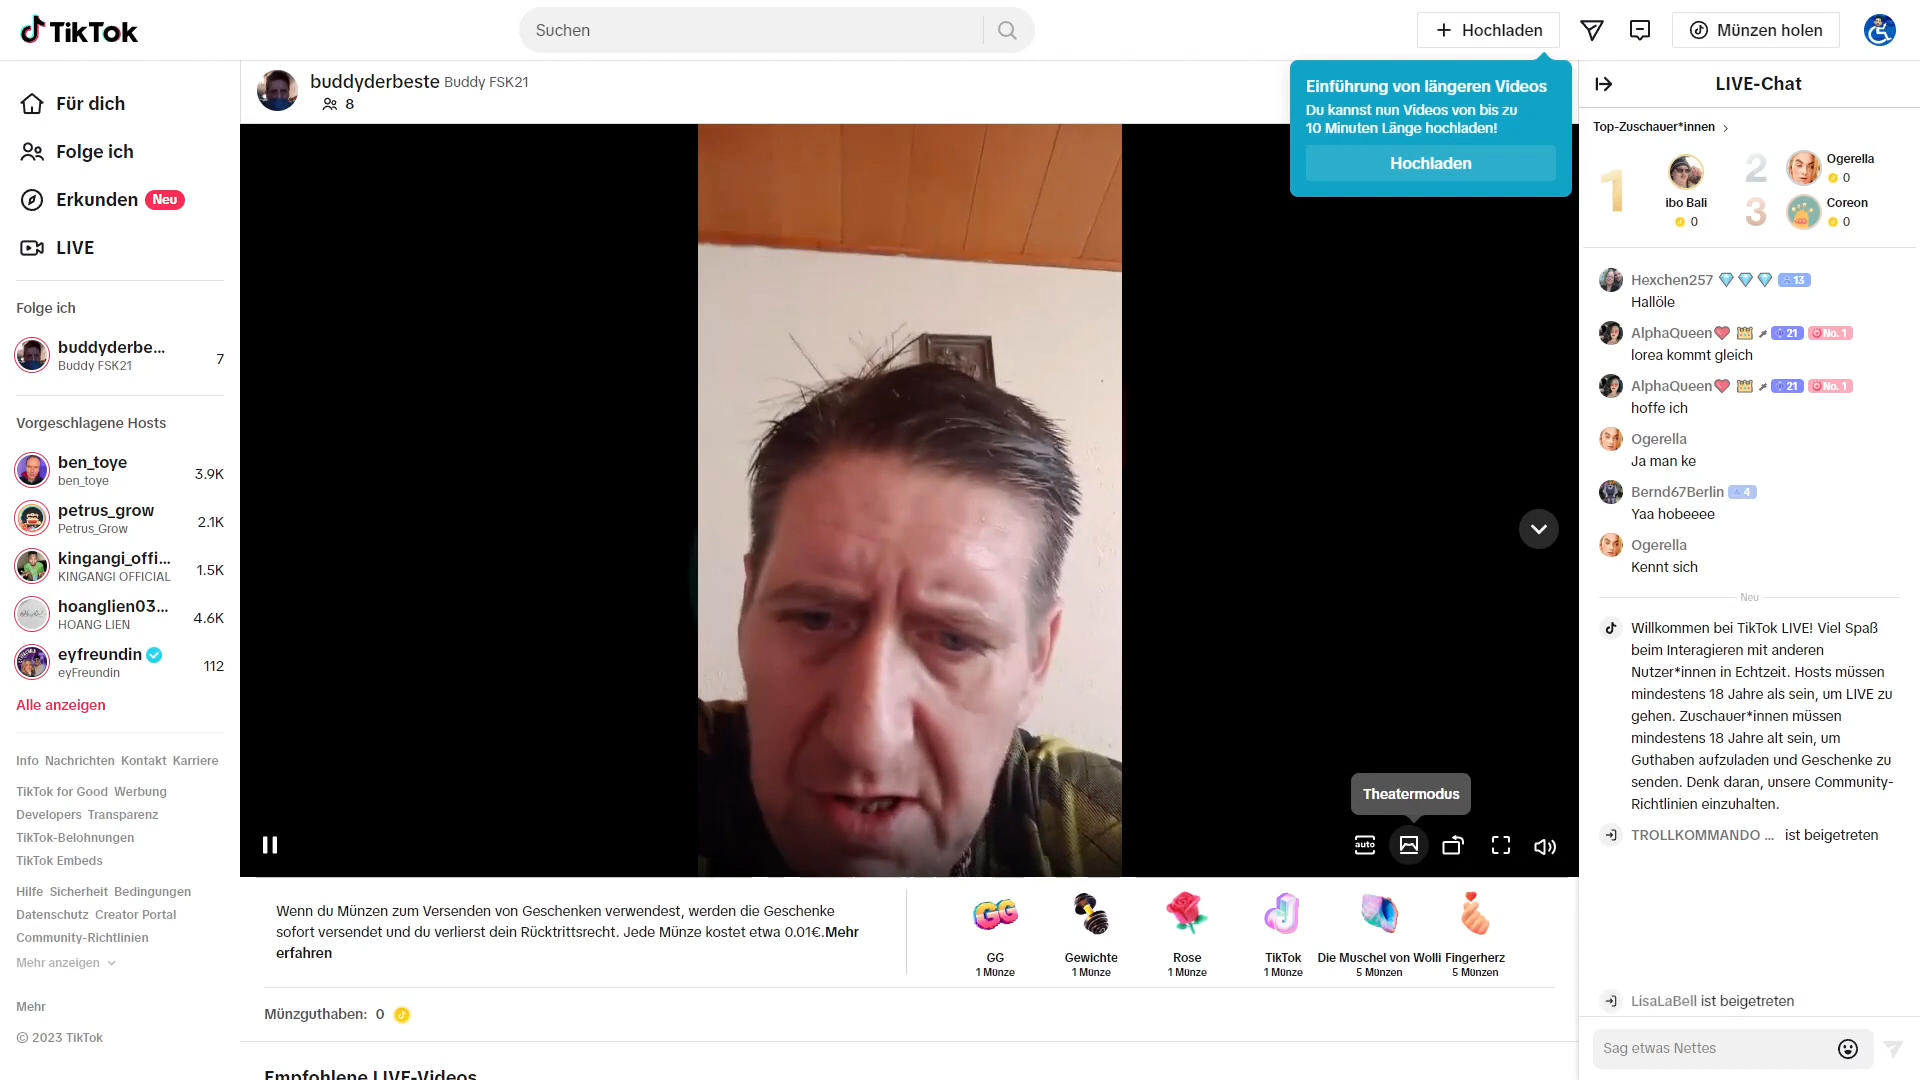 TikTok
Suchen
Hochladen
Münzen holen
Für dich
Folge ich
Erkunden Neu
LIVE
Folge ich
buddyderbe...
Buddy FSK21
7
Vorgeschlagene Hosts
ben_toye
ben_toye
3.9K
petrus_grow
Petrus_Grow
2.1K
kingangi_offi...
KINGANGI OFFICIAL
1.5K
hoanglien03...
HOANG LIEN
4.6K
eyfreundin
eyFreundin
112
Alle anzeigen
Info Nachrichten Kontakt Karriere
TikTok for Good Werbung
Developers Transparenz
TikTok-Belohnungen
TikTok Embeds
Hilfe Sicherheit Bedingungen
Datenschutz Creator Portal
Community-Richtlinien
Mehr anzeigen
Mehr
© 2023 TikTok
buddyderbeste Buddy FSK21
8
Einführung von längeren Videos
Du kannst nun Videos von bis zu
10 Minuten Länge hochladen!
Hochladen
Theatermodus
auto
Wenn du Münzen zum Versenden von Geschenken verwendest, werden die Geschenke
sofort versendet und du verlierst dein Rücktrittsrecht. Jede Münze kostet etwa 0.01€.Mehr
erfahren
GG
GG
1 Münze
Gewichte
1 Münze
Rose
1 Münze
TikTok
1 Münze
Die Muschel von Wolli
5 Münzen
Fingerherz
5 Münzen
Münzguthaben: 0
Empfohlene LIVE-Videos
LIVE-Chat
Top-Zuschauer*innen
1
ibo Bali
0
2
Ogerella
0
3
Coreon
0
Hexchen257 13
Hallöle
AlphaQueen 21 No. 1
lorea kommt gleich
AlphaQueen 21 No. 1
hoffe ich
Ogerella
Ja man ke
Bernd67Berlin 4
Yaa hobeeee
Ogerella
Kennt sich
Neu
Willkommen bei TikTok LIVE! Viel Spaß
beim Interagieren mit anderen
Nutzer*innen in Echtzeit. Hosts müssen
mindestens 18 Jahre als sein, um LIVE zu
gehen. Zuschauer*innen müssen
mindestens 18 Jahre alt sein, um
Guthaben aufzuladen und Geschenke zu
senden. Denk daran, unsere Community-
Richtlinien einzuhalten.
TROLLKOMMANDO ... ist beigetreten
LisaLaBell ist beigetreten
Sag etwas Nettes